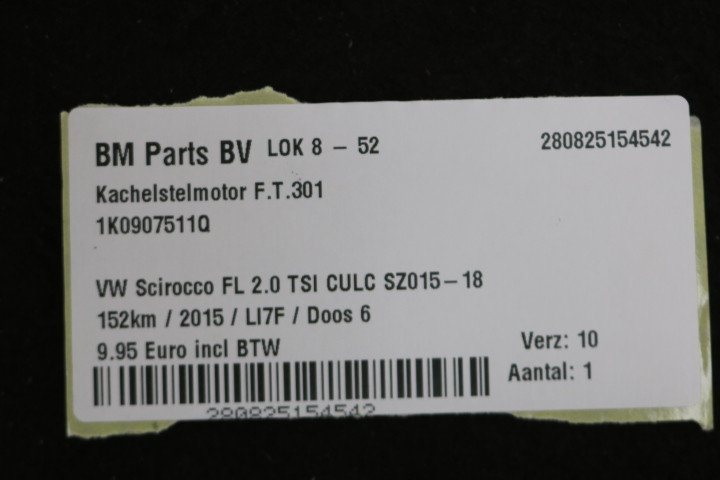 BM Parts BV LOK 8 – 52 280825154542
Kachelstelmotor F.T.301
1K0907511Q
VW Scirocco FL 2.0 TSI CULC SZ015–18
152km / 2015 / LI7F / Doos 6
9.95 Euro incl BTW Verz: 10
Aantal: 1
280825154542